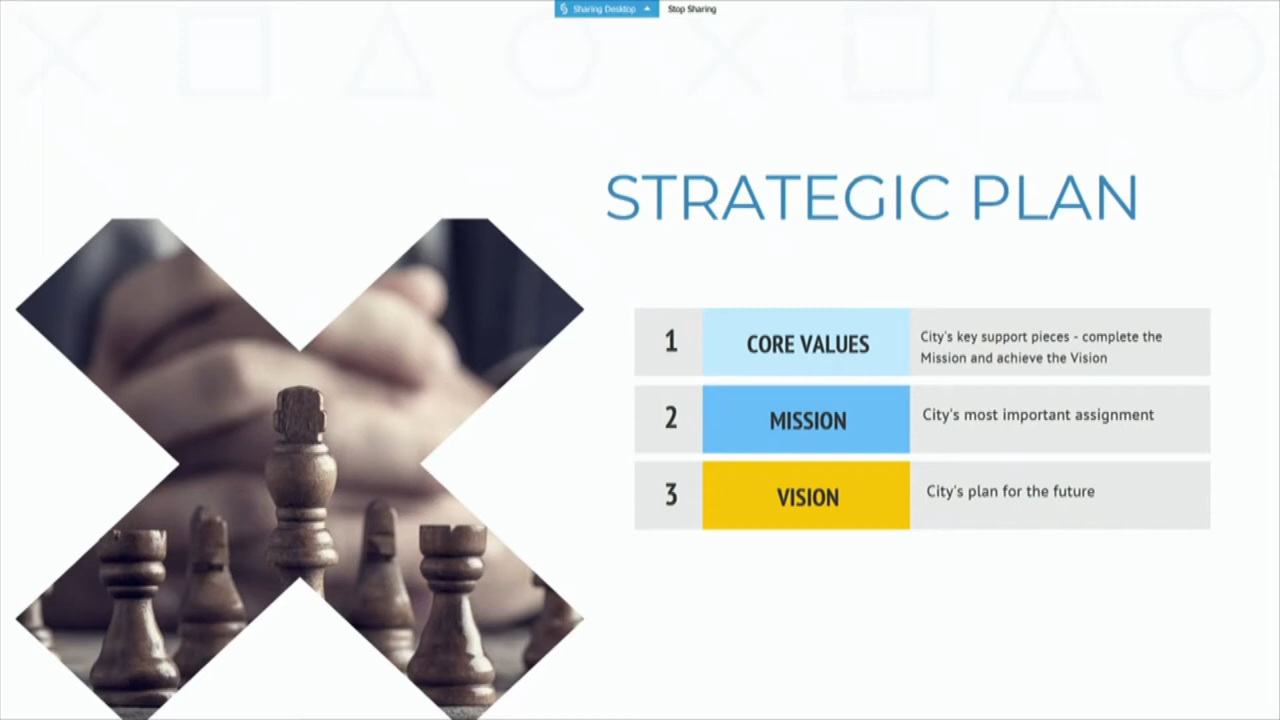 Sharing Desktop Stop Sharing
STRATEGIC PLAN
1 CORE VALUES City's key support pieces - complete the
Mission and achieve the Vision
2 MISSION City's most important assignment
3 VISION City's plan for the future